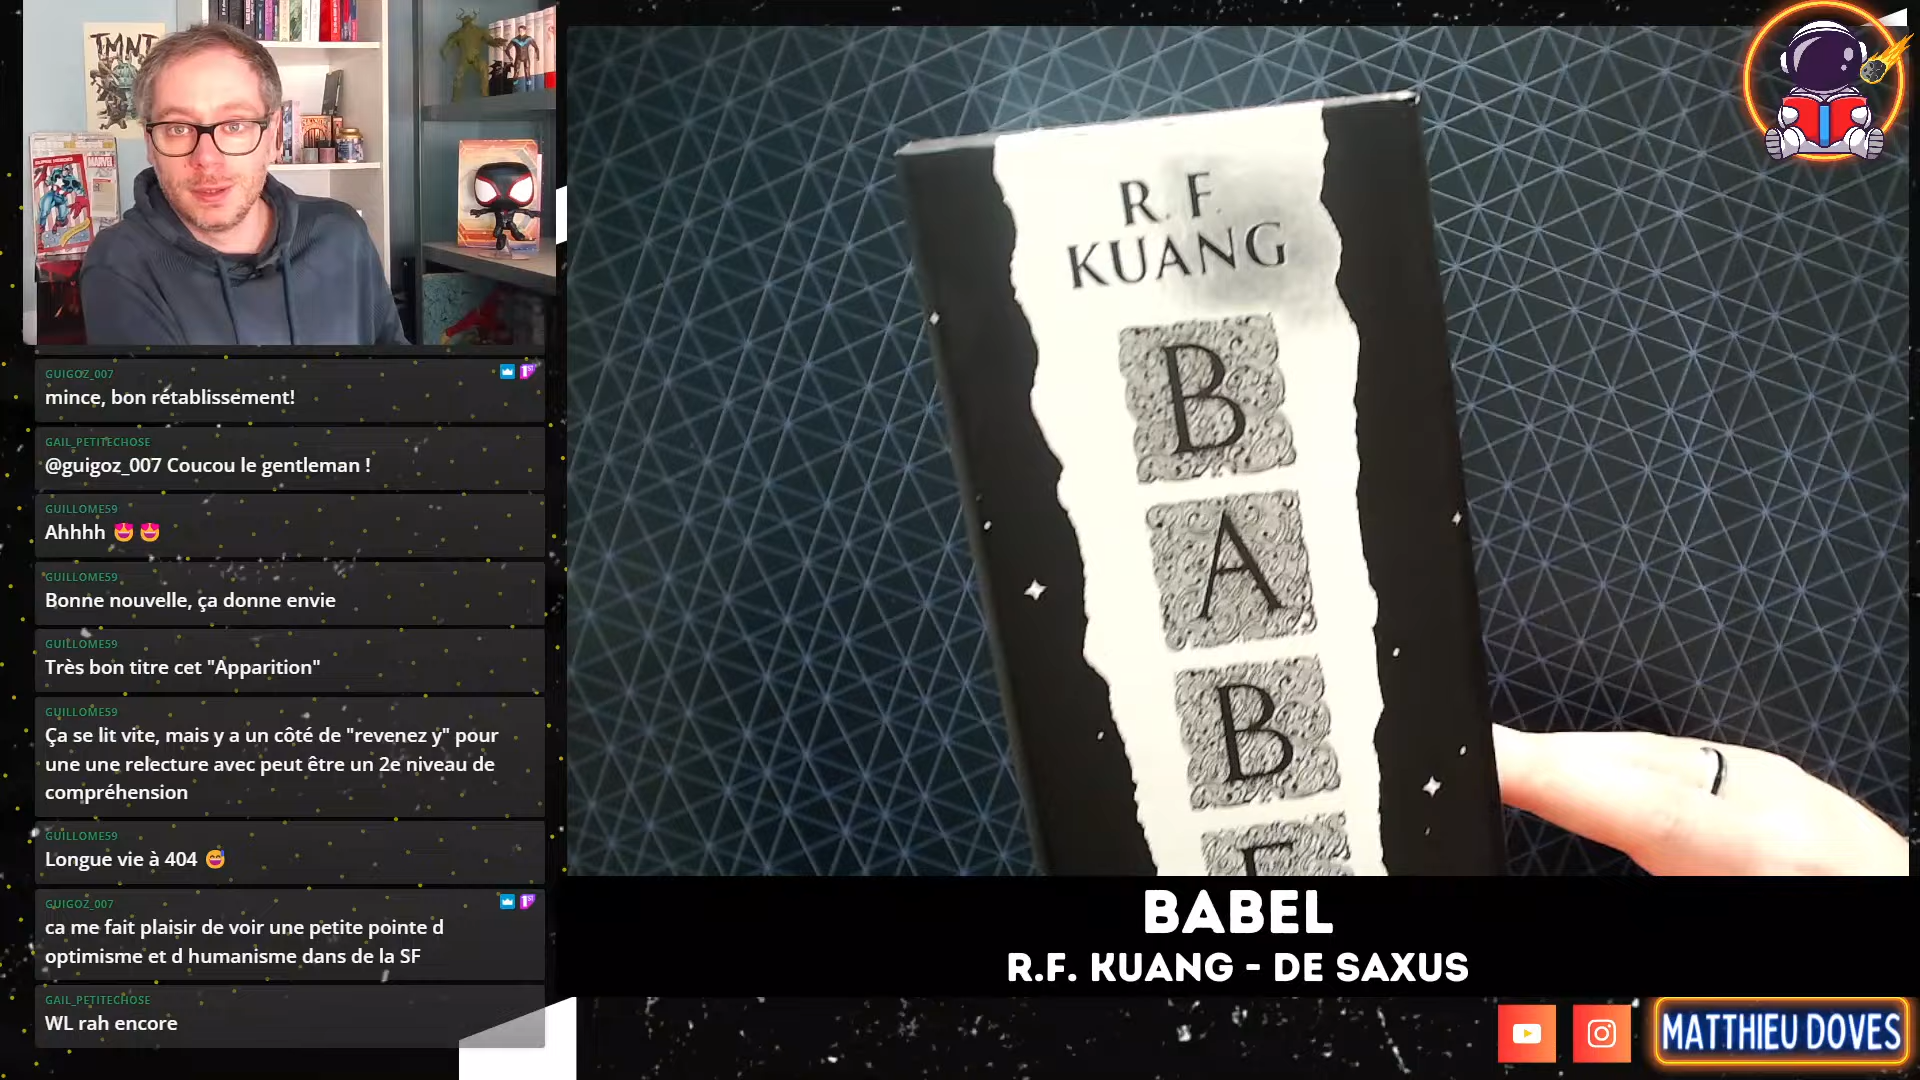 TMNT
MARVEL
GUIGOZ_007
mince, bon rétablissement!
GAIL_PETITECHOSE
@guigoz_007 Coucou le gentleman !
GUILLOME59
Ahhhh 😍 😍
GUILLOME59
Bonne nouvelle, ça donne envie
GUILLOME59
Très bon titre cet "Apparition"
GUILLOME59
Ça se lit vite, mais y a un côté de "revenez y" pour
une une relecture avec peut être un 2e niveau de
compréhension
GUILLOME59
Longue vie à 404 😅
GUIGOZ_007
ca me fait plaisir de voir une petite pointe d
optimisme et d humanisme dans de la SF
GAIL_PETITECHOSE
WL rah encore
R. F.
KUANG
B
A
B
E
BABEL
R.F. KUANG - DE SAXUS
MATTHIEU DOVES